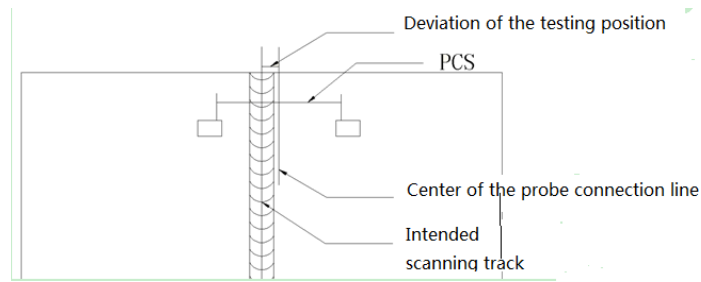 Deviation of the testing position
PCS
Center of the probe connection line
Intended
scanning track